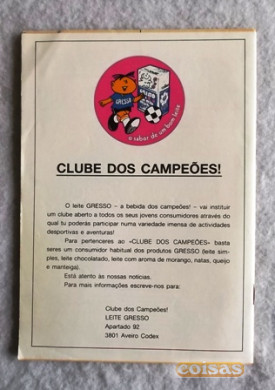 GRESSO
o sabor de um bom leite
CLUBE DOS CAMPEÕES!
O leite GRESSO – a bebida dos campeões! – vai instituir
um clube aberto a todos os seus jovens consumidores através do
qual tu poderás participar numa variedade imensa de actividades
desportivas e aventuras!
Para pertenceres ao «CLUBE DOS CAMPEÕES» basta
seres um consumidor habitual dos produtos GRESSO (leite sim-
ples, leite chocolatado, leite com aroma de morango, natas, queijo
e manteiga).
Está atento às nossas notícias.
Para mais informações escreve-nos para:
Clube dos Campeões!
LEITE GRESSO
Apartado 92
3801 Aveiro Codex
coisas